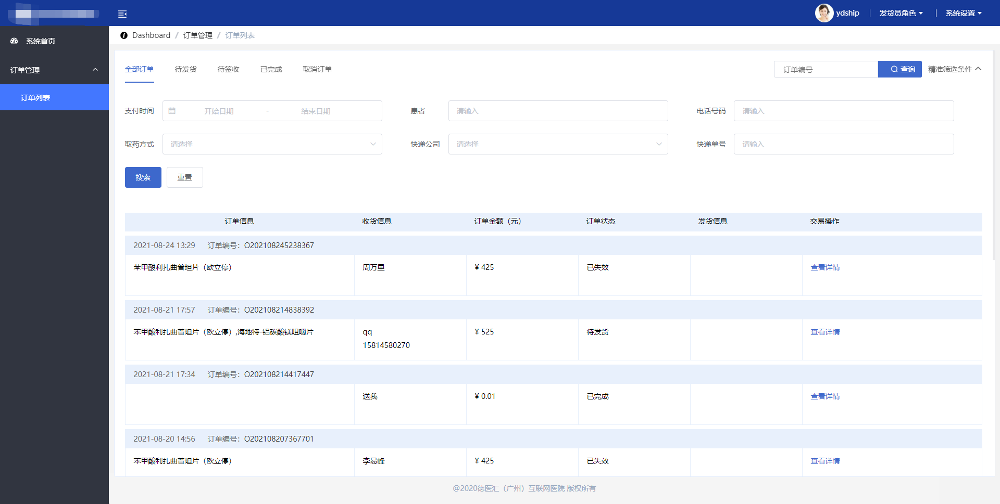 ydship
发货员角色
系统设置
系统首页
订单管理
订单列表
Dashboard / 订单管理 / 订单列表
全部订单 待发货 待签收 已完成 取消订单
订单编号 查询 精准筛选条件
支付时间 开始日期 - 结束日期 患者 请输入 电话号码 请输入
取药方式 请选择 快递公司 请选择 快递单号 请输入
搜索 重置
订单信息 收货信息 订单金额（元） 订单状态 发货信息 交易操作
2021-08-24 13:29 订单编号：O202108245238367
苯甲酸利扎曲普坦片（欧立停） 周万里 ¥ 425 已失效 查看详情
2021-08-21 17:57 订单编号：O202108214838392
苯甲酸利扎曲普坦片（欧立停）,海地特-铝碳酸镁咀嚼片 qq ¥ 525 待发货 查看详情
15814580270
2021-08-21 17:34 订单编号：O202108214417447
送我 ¥ 0.01 已完成 查看详情
2021-08-20 14:56 订单编号：O202108207367701
苯甲酸利扎曲普坦片（欧立停） 李易峰 ¥ 425 已失效 查看详情
@2020德医汇（广州）互联网医院 版权所有